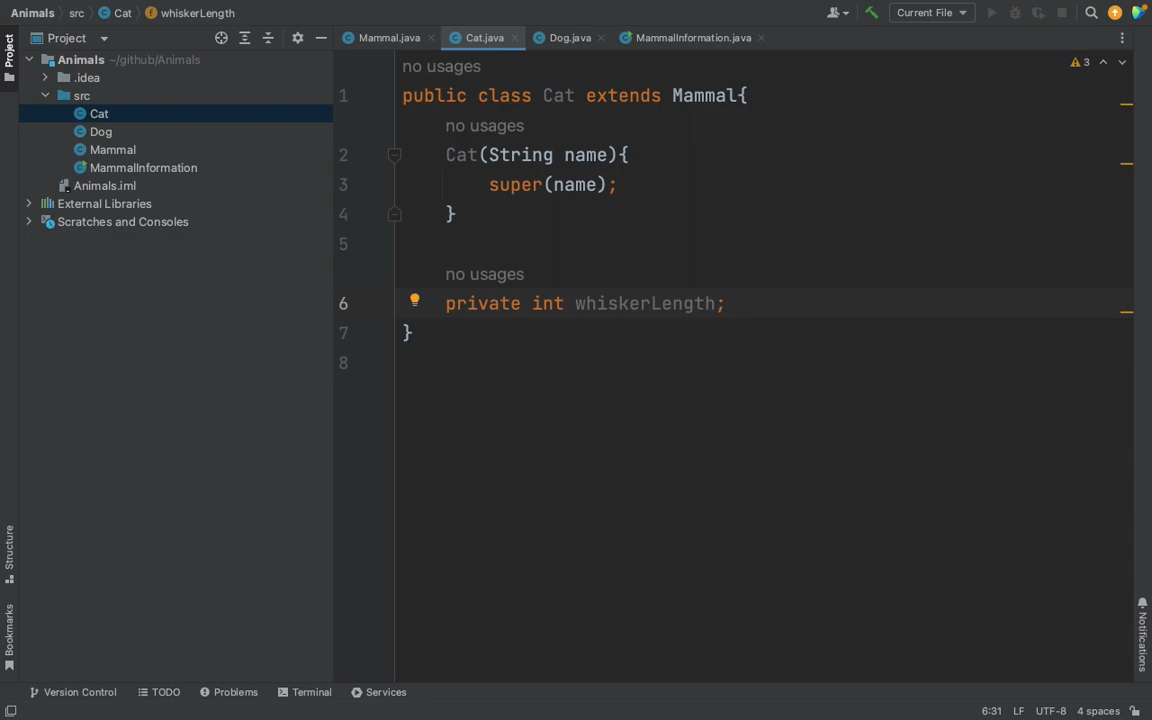 Animals src Cat whiskerLength
Current File
Project
Mammal.java Cat.java Dog.java MammalInformation.java
Project
Animals ~/github/Animals
.idea
src
Cat
Dog
Mammal
MammalInformation
Animals.iml
External Libraries
Scratches and Consoles
no usages
3
1 public class Cat extends Mammal{
no usages
2 Cat(String name){
3 super(name);
4 }
5
no usages
6 private int whiskerLength;
7 }
8
Structure
Bookmarks
Notifications
Version Control TODO Problems Terminal Services
6:31 LF UTF-8 4 spaces